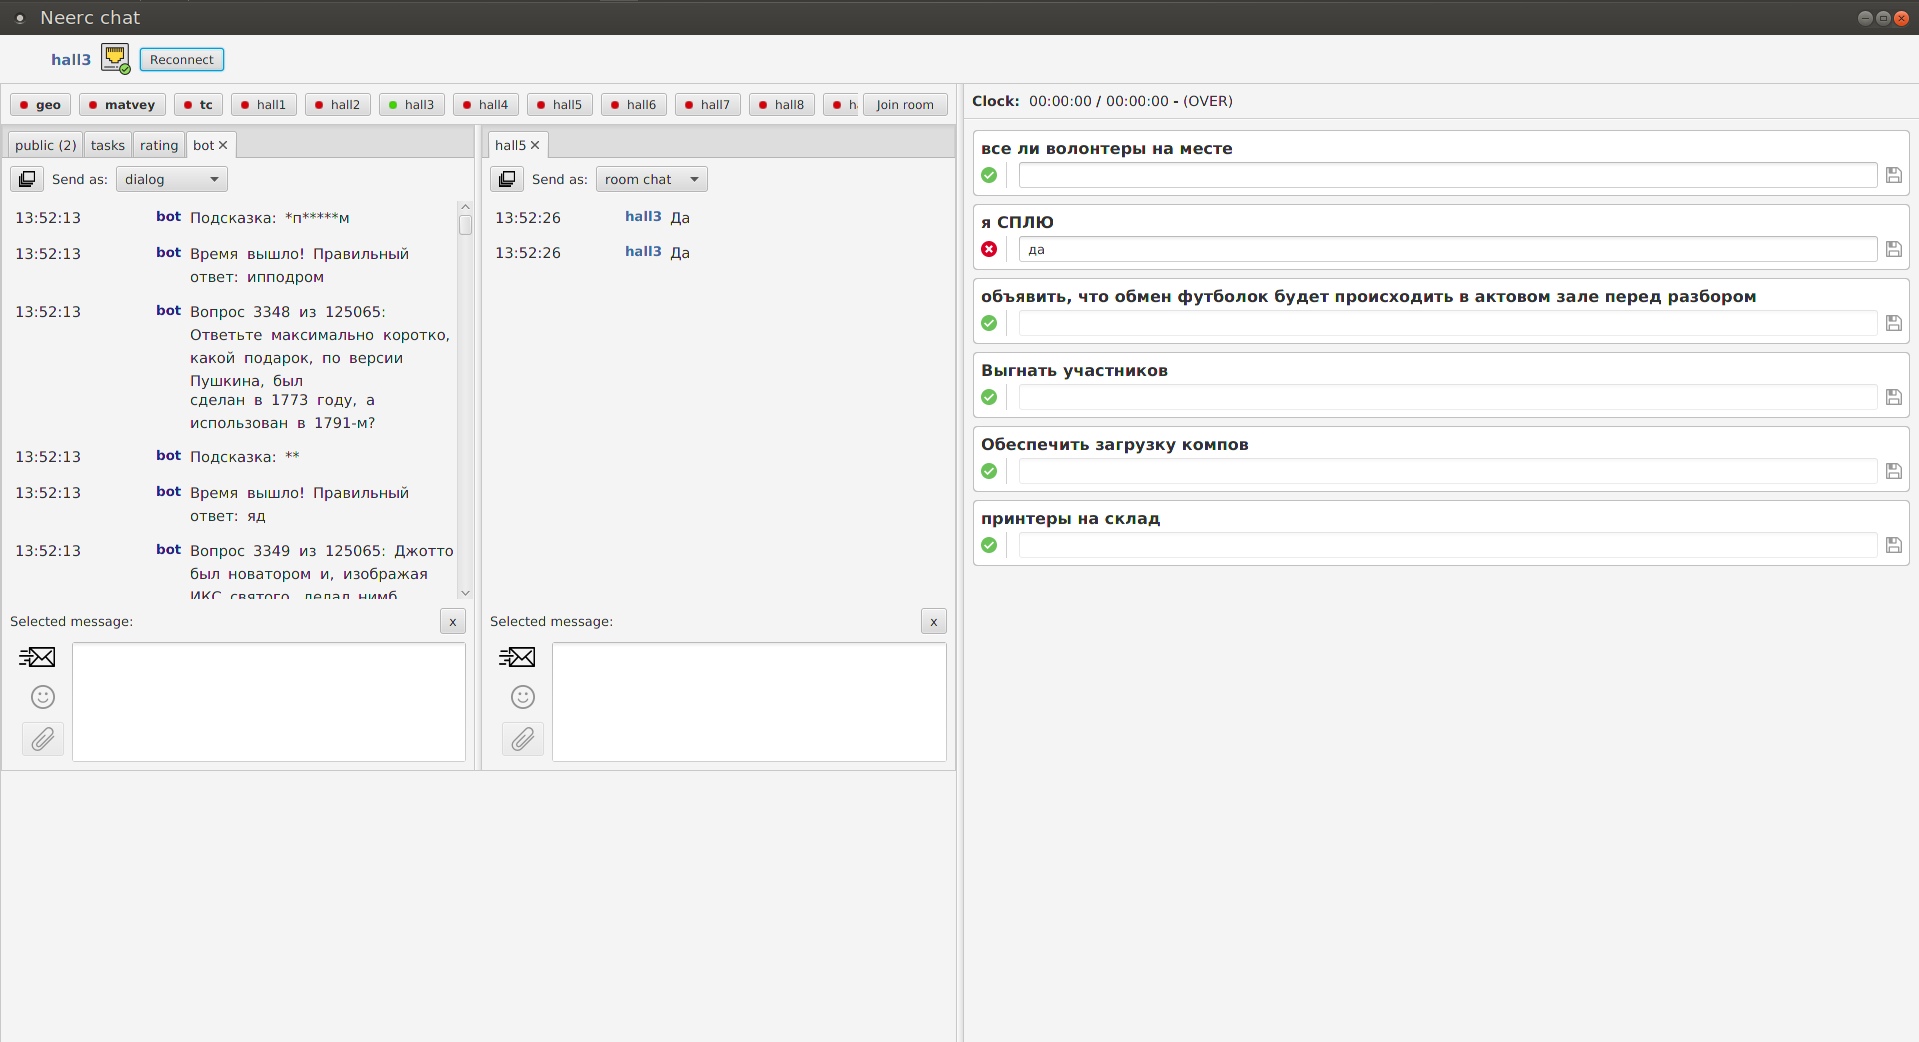 Neerc chat
hall3 Reconnect
geo matvey tc hall1 hall2 hall3 hall4 hall5 hall6 hall7 hall8 Join room
public (2) tasks rating bot
Send as: dialog
13:52:13 bot Подсказка: *п*****м
13:52:13 bot Время вышло! Правильный
ответ: ипподром
13:52:13 bot Вопрос 3348 из 125065:
Ответьте максимально коротко,
какой подарок, по версии
Пушкина, был
сделан в 1773 году, а
использован в 1791-м?
13:52:13 bot Подсказка: **
13:52:13 bot Время вышло! Правильный
ответ: яд
13:52:13 bot Вопрос 3349 из 125065: Джотто
был новатором и, изображая
ИКС святого, делал нимб
Selected message: x
hall5
Send as: room chat
13:52:26 hall3 Да
13:52:26 hall3 Да
Selected message: x
Clock: 00:00:00 / 00:00:00 - (OVER)
все ли волонтеры на месте
я СПЛЮ
да
объявить, что обмен футболок будет происходить в актовом зале перед разбором
Выгнать участников
Обеспечить загрузку компов
принтеры на склад